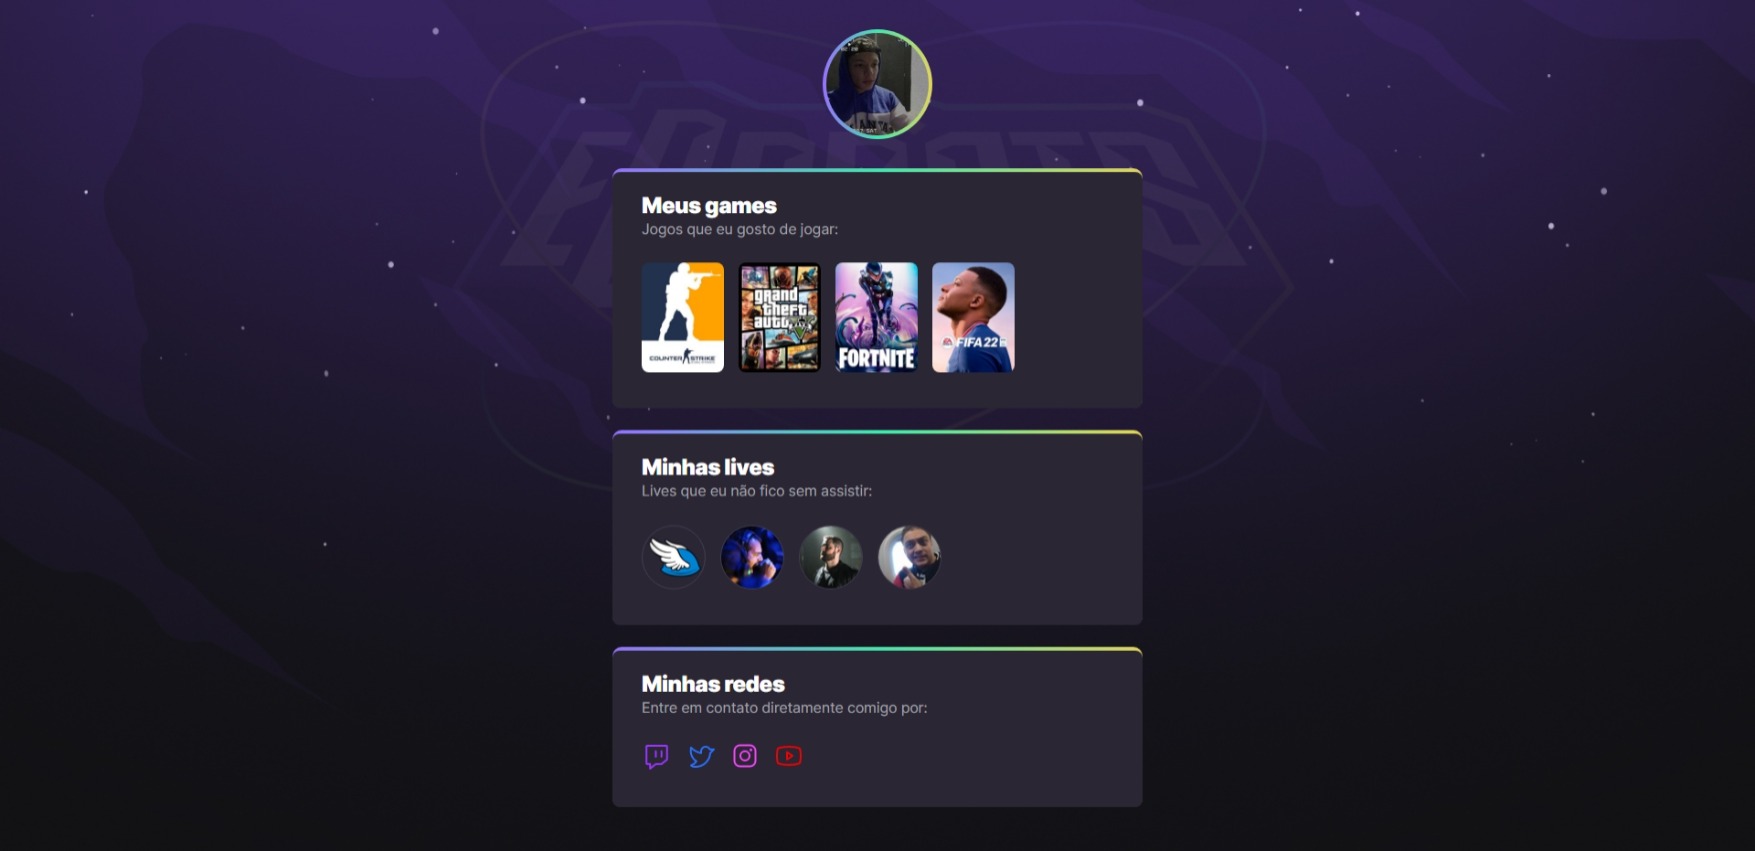 ESPORTS
Meus games
Jogos que eu gosto de jogar:
COUNTER STRIKE
grand
theft
auto V
FORTNITE
FIFA 22
Minhas lives
Lives que eu não fico sem assistir:
Minhas redes
Entre em contato diretamente comigo por: